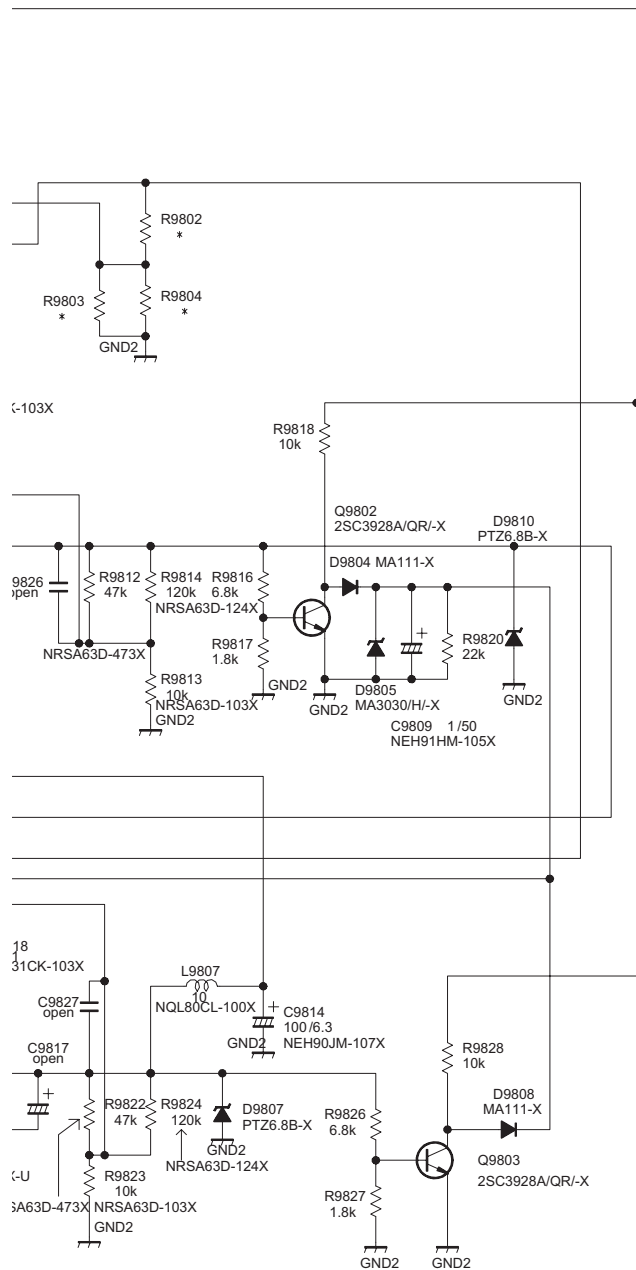 R9802
*
R9803
*
R9804
*
GND2
-103X
R9818
10k
Q9802
2SC3928A/QR/-X
D9810
PTZ6.8B-X
D9804 MA111-X
9826
open
R9812
47k
R9814
120k
NRSA63D-124X
R9816
6.8k
R9817
1.8k
R9820
22k
NRSA63D-473X
R9813
10k
NRSA63D-103X
GND2
GND2
GND2
D9805
MA3030/H/-X
GND2
C9809 1/50
NEH91HM-105X
18
1
31CK-103X
L9807
10
NQL80CL-100X
C9827
open
C9814
100/6.3
NEH90JM-107X
GND2
C9817
open
R9828
10k
R9822
47k
R9824
120k
D9807
PTZ6.8B-X
GND2
D9808
MA111-X
R9826
6.8k
NRSA63D-124X
Q9803
2SC3928A/QR/-X
R9823
10k
-U
SA63D-473X
NRSA63D-103X
GND2
R9827
1.8k
GND2
GND2